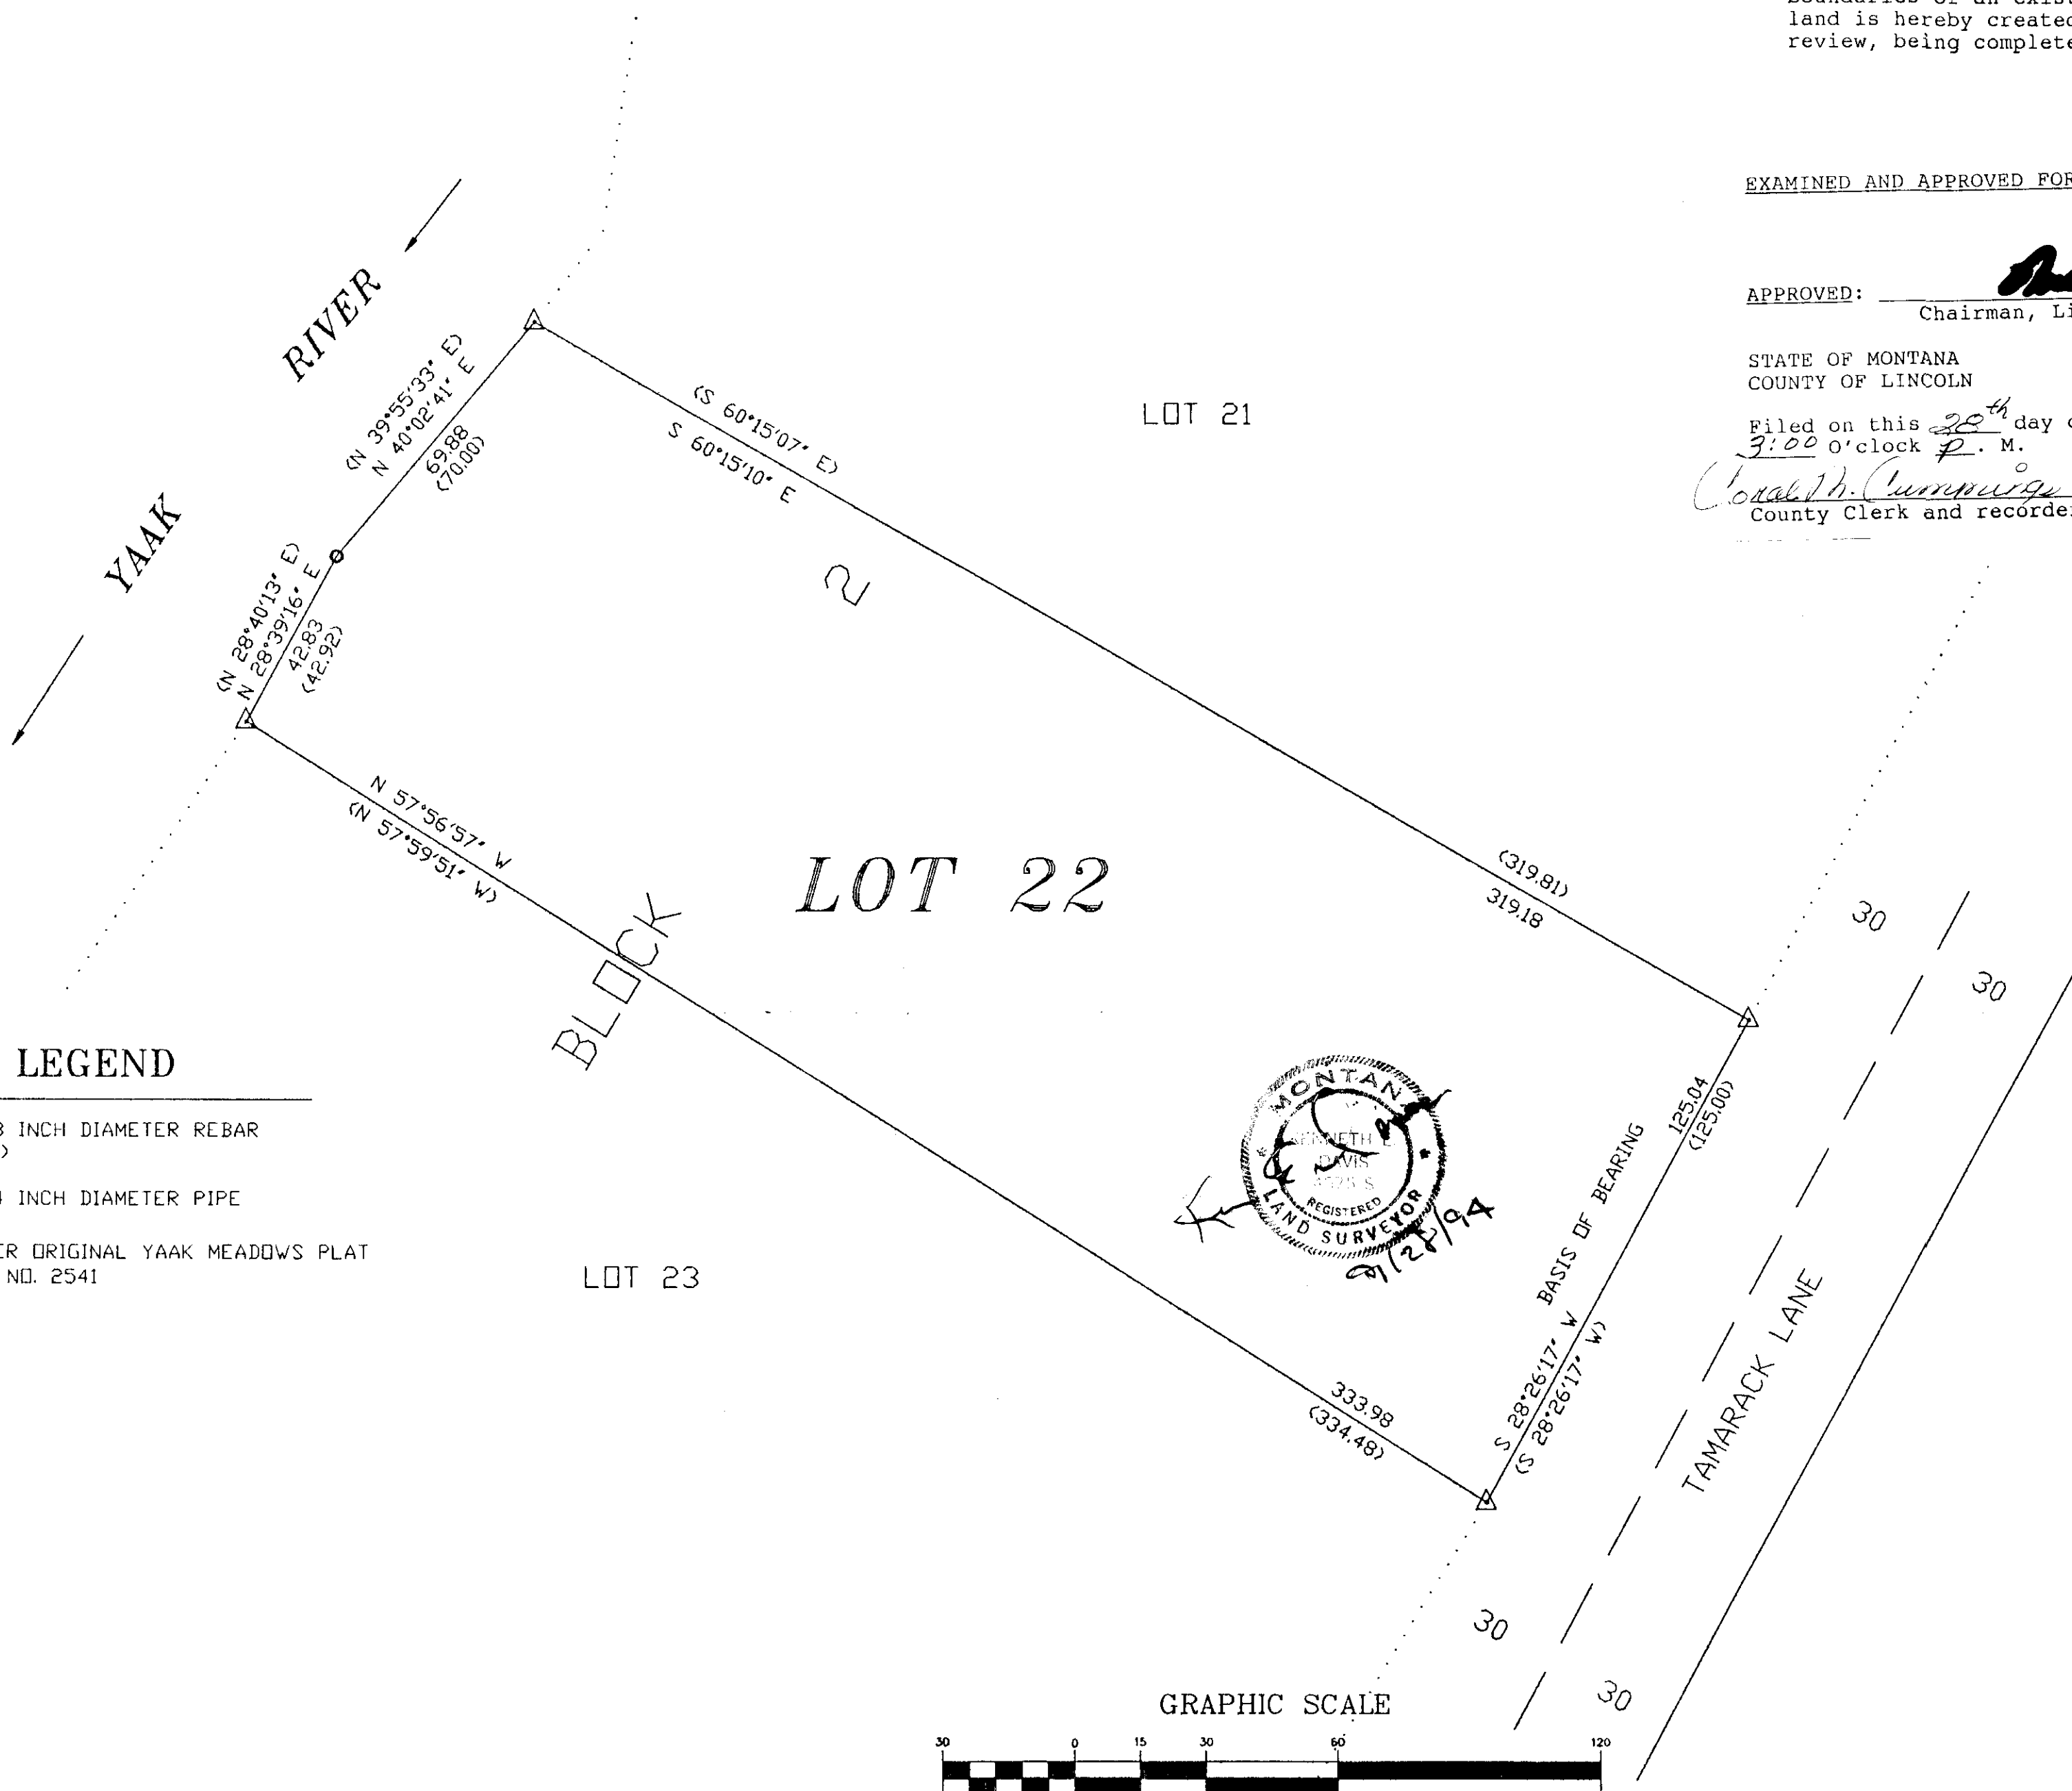 land is hereby created
review, being complete
EXAMINED AND APPROVED FOR
APPROVED:
Chairman, Li
STATE OF MONTANA
COUNTY OF LINCOLN
Filed on this 28th day
3:00 O'clock P. M.
Coral M. Cummings
County Clerk and recorde
YAAK RIVER
(N 39°55'33" E)
N 40°02'41" E
69.88
(70.00)
(S 60°15'07" E)
S 60°15'10" E
LOT 21
(N 28°40'13" E)
N 28°39'16" E
42.83
(42.92)
N 57°56'57" W
(N 57°59'51" W)
BLOCK 2
LOT 22
(319.81)
319.18
30
30
LEGEND
INCH DIAMETER REBAR
INCH DIAMETER PIPE
ER ORIGINAL YAAK MEADOWS PLAT
NO. 2541
LOT 23
MONTANA
KENNETH E.
DAVIS
REGISTERED
LAND SURVEYOR
125.04
(125.00)
BASIS OF BEARING
S 28°26'17" W
(S 28°26'17" W)
333.98
(334.48)
TAMARACK LANE
30
30
GRAPHIC SCALE
30 0 15 30 60 120